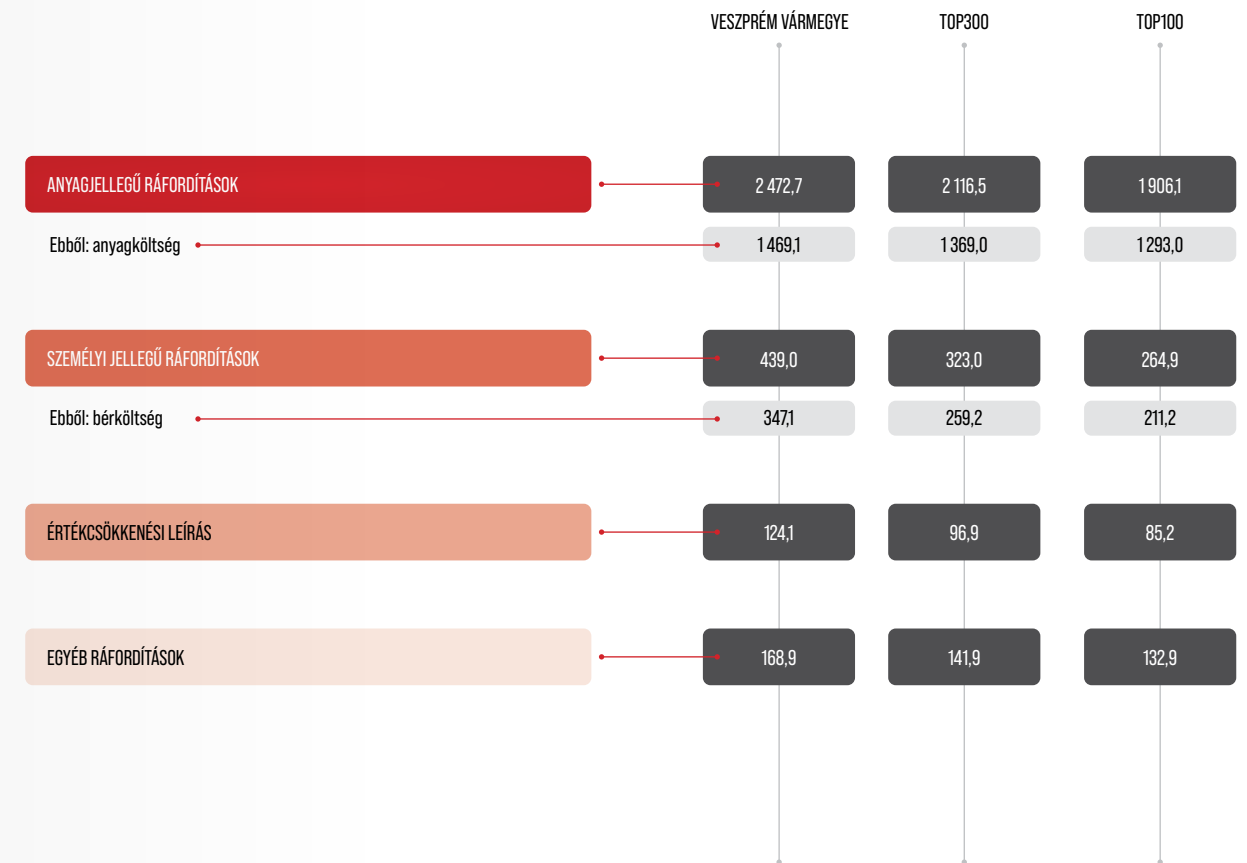 VESZPRÉM VÁRMEGYE TOP300 TOP100
ANYAGJELLEGŰ RÁFORDÍTÁSOK 2 472,7 2 116,5 1 906,1
Ebből: anyagköltség 1 469,1 1 369,0 1 293,0
SZEMÉLYI JELLEGŰ RÁFORDÍTÁSOK 439,0 323,0 264,9
Ebből: bérköltség 347,1 259,2 211,2
ÉRTÉKCSÖKKENÉSI LEÍRÁS 124,1 96,9 85,2
EGYÉB RÁFORDÍTÁSOK 168,9 141,9 132,9